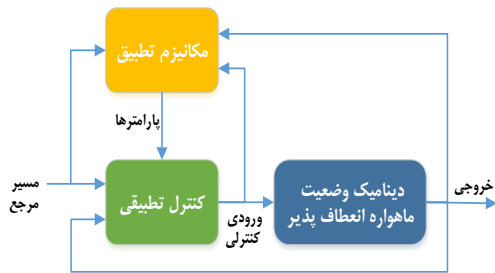 مکانیزم تطبیق
پارامترها
مسیر
مرجع
کنترل تطبیقی
ورودی
کنترلی
دینامیک وضعیت
ماهواره انعطاف پذیر
خروجی